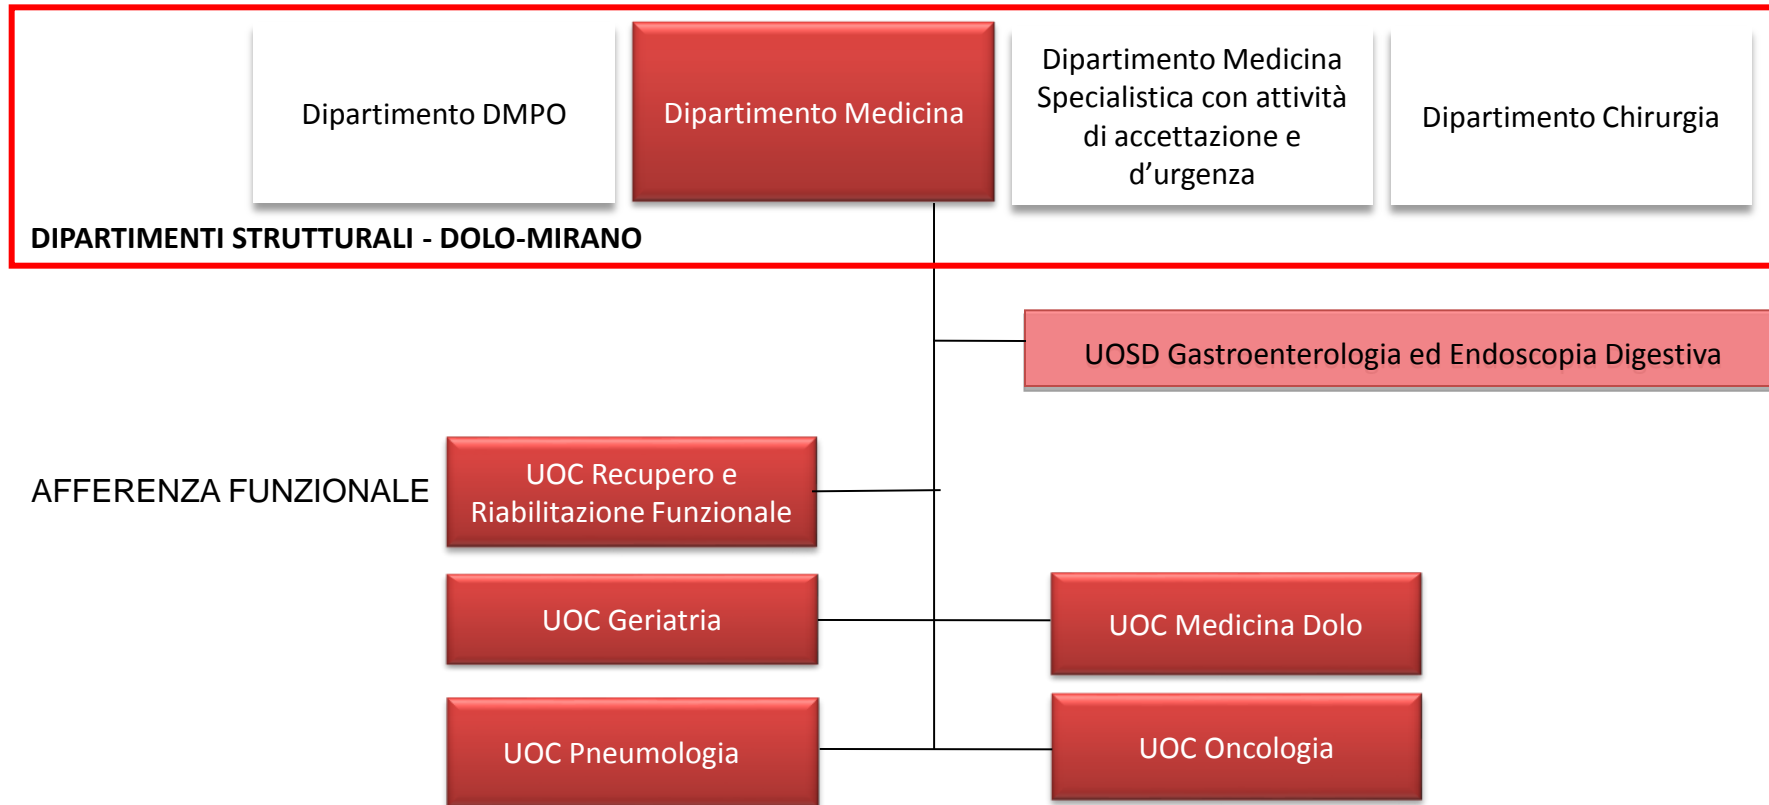 Dipartimento DMPO
Dipartimento Medicina
Dipartimento Medicina
Specialistica con attività
di accettazione e
d’urgenza
Dipartimento Chirurgia
DIPARTIMENTI STRUTTURALI - DOLO-MIRANO
UOSD Gastroenterologia ed Endoscopia Digestiva
AFFERENZA FUNZIONALE
UOC Recupero e
Riabilitazione Funzionale
UOC Geriatria
UOC Medicina Dolo
UOC Pneumologia
UOC Oncologia